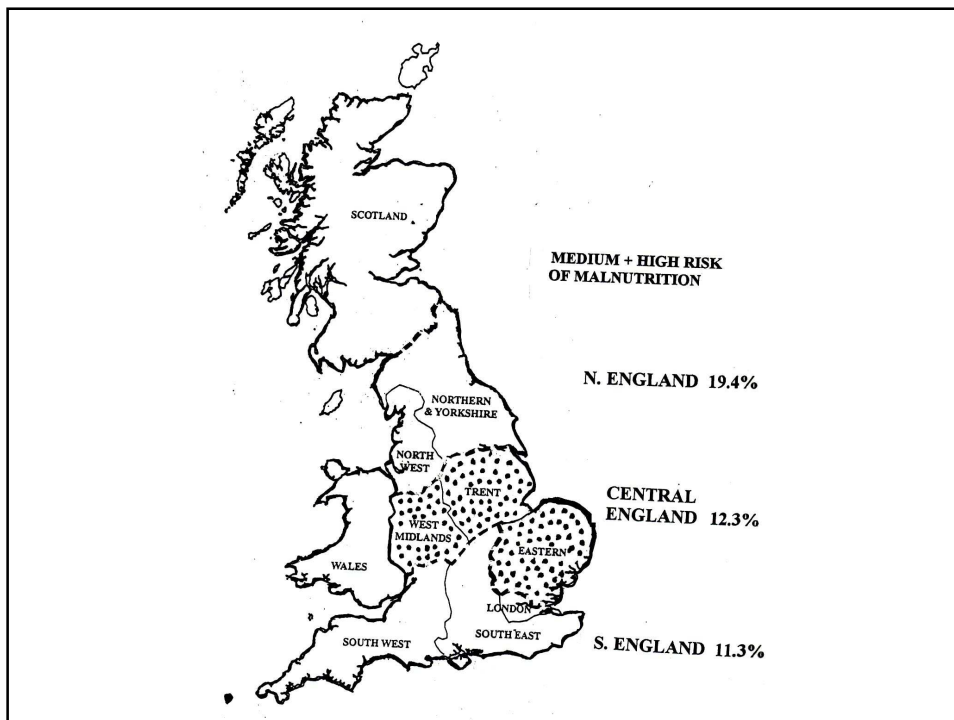 SCOTLAND
MEDIUM + HIGH RISK
OF MALNUTRITION
N. ENGLAND 19.4%
NORTHERN
& YORKSHIRE
NORTH
WEST
TRENT
CENTRAL
ENGLAND 12.3%
WEST
MIDLANDS
EASTERN
WALES
LONDON
SOUTH EAST
SOUTH WEST
S. ENGLAND 11.3%